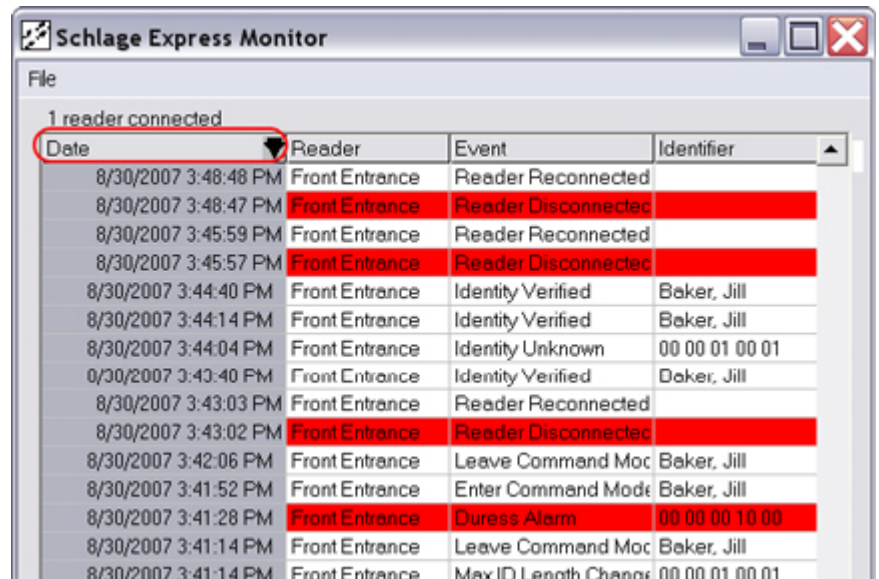 Schlage Express Monitor
File
1 reader connected
Date Reader Event Identifier
8/30/2007 3:48:48 PM Front Entrance Reader Reconnected
8/30/2007 3:48:47 PM Front Entrance Reader Disconnected
8/30/2007 3:45:59 PM Front Entrance Reader Reconnected
8/30/2007 3:45:57 PM Front Entrance Reader Disconnected
8/30/2007 3:44:40 PM Front Entrance Identity Verified Baker, Jill
8/30/2007 3:44:14 PM Front Entrance Identity Verified Baker, Jill
8/30/2007 3:44:04 PM Front Entrance Identity Unknown 00 00 01 00 01
8/30/2007 3:43:40 PM Front Entrance Identity Verified Baker, Jill
8/30/2007 3:43:03 PM Front Entrance Reader Reconnected
8/30/2007 3:43:02 PM Front Entrance Reader Disconnected
8/30/2007 3:42:06 PM Front Entrance Leave Command Moc Baker, Jill
8/30/2007 3:41:52 PM Front Entrance Enter Command Mode Baker, Jill
8/30/2007 3:41:28 PM Front Entrance Duress Alarm 00 00 00 10 00
8/30/2007 3:41:14 PM Front Entrance Leave Command Moc Baker, Jill
8/30/2007 3:41:14 PM Front Entrance Max ID Length Change 00 00 01 00 01